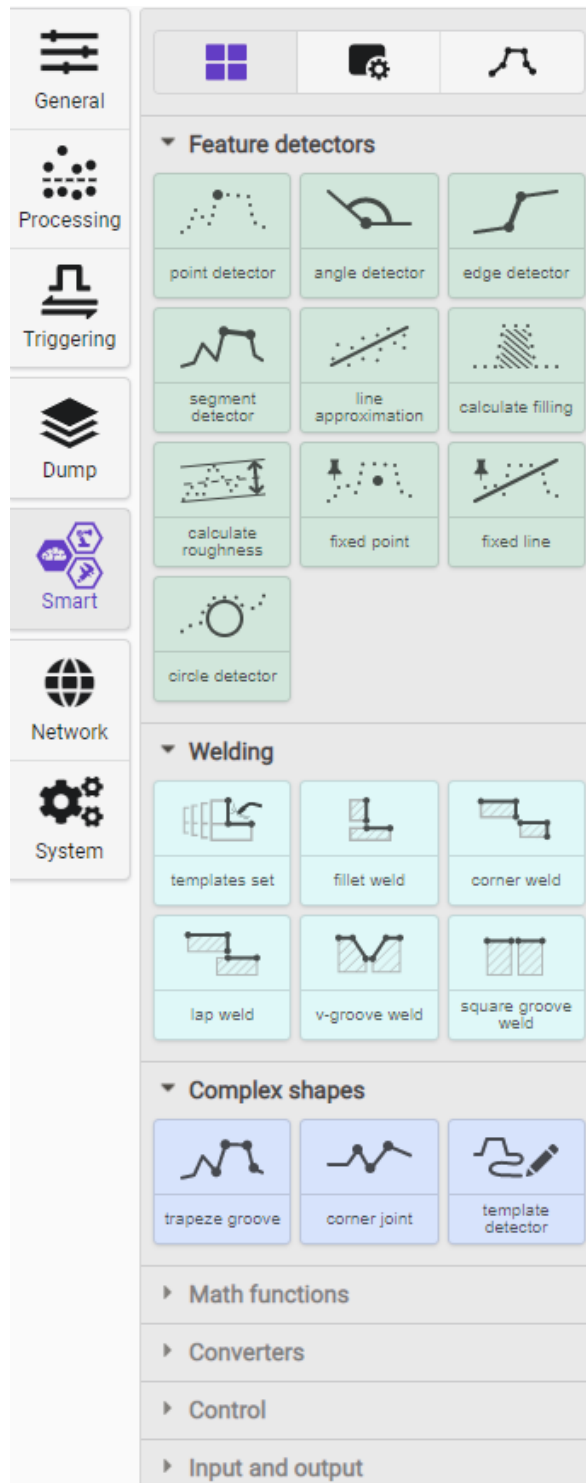 General
Processing
Triggering
Dump
Smart
Network
System
Feature detectors
point detector
angle detector
edge detector
segment
detector
line
approximation
calculate filling
calculate
roughness
fixed point
fixed line
circle detector
Welding
templates set
fillet weld
corner weld
lap weld
v-groove weld
square groove
weld
Complex shapes
trapeze groove
corner joint
template
detector
Math functions
Converters
Control
Input and output